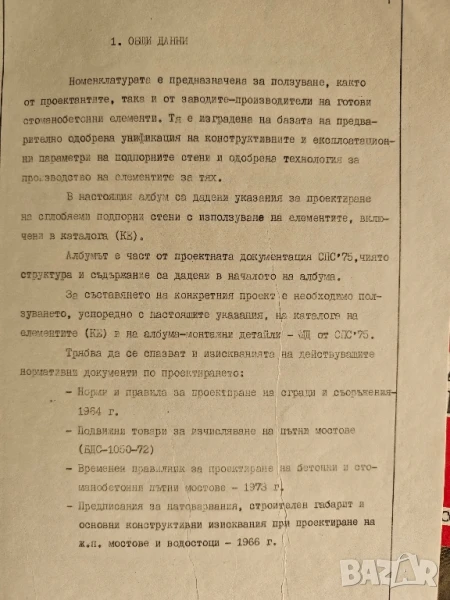 1. ОБЩИ ДАННИ
Номенклатурата е предназначена за ползуване, както
от проектантите, така и от заводите-производители на готови
стоманобетонни елементи. Тя е изградена на базата на предва-
рително одобрена унификация на конструктивните и експлоатацион-
ни параметри на подпорните стени и одобрена технология за
производство на елементите за тях.
В настоящия албум са дадени указания за проектиране
на сглобяеми подпорни стени с използуване на елементите, вклю-
чени в каталога (КЕ).
Албумът е част от проектната документация СПС'75, чиято
структура и съдържание са дадени в началото на албума.
За съставянето на конкретния проект е необходимо пол-
зуването, успоредно с настоящите указания, на каталога на
елементите (КЕ) и на албума-монтажни детайли - МД от СПС'75.
Трябва да се спазват и изискванията на действуващите
нормативни документи по проектирането:
- Норми и правила за проектиране на сгради и съоръжения-
1964 г.
- Подвижни товари за изчисляване на пътни мостове
(БДС-1050-72)
- Временен правилник за проектиране на бетонни и сто-
манобетонни пътни мостове - 1973 г.
- Предписания за натоварвания, строителен габарит и
основни конструктивни изисквания при проектиране на
ж.п. мостове и водостоци - 1966 г.
BAZAR